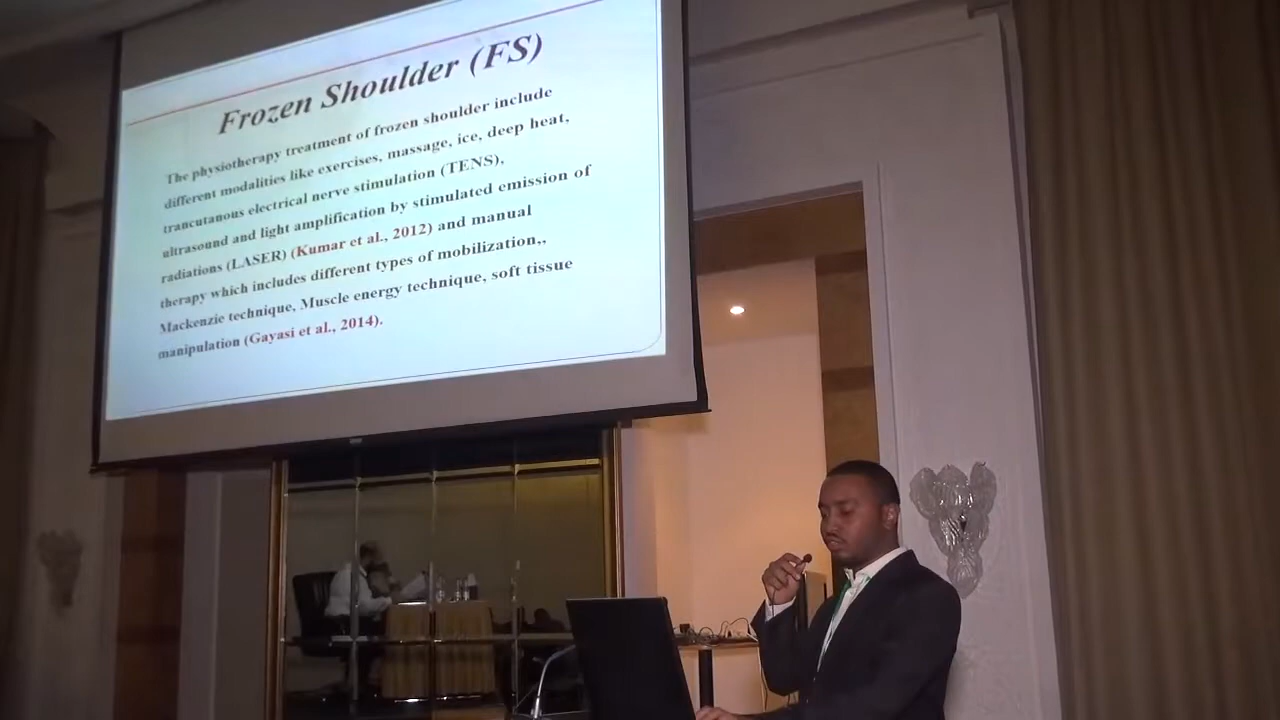 Frozen Shoulder (FS)
The physiotherapy treatment of frozen shoulder include
different modalities like exercises, massage, ice, deep heat,
trancutanous electrical nerve stimulation (TENS),
ultrasound and light amplification by stimulated emission of
radiations (LASER) (Kumar et al., 2012) and manual
therapy which includes different types of mobilization,,
Mackenzie technique, Muscle energy technique, soft tissue
manipulation (Gayasi et al., 2014).